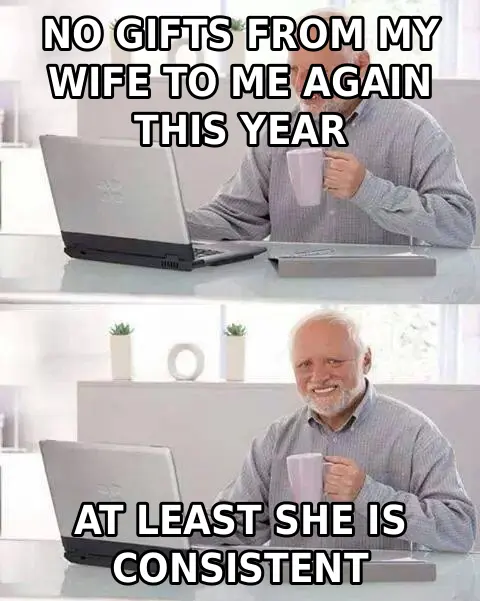 NO GIFTS FROM MY
WIFE TO ME AGAIN
THIS YEAR
AT LEAST SHE IS
CONSISTENT